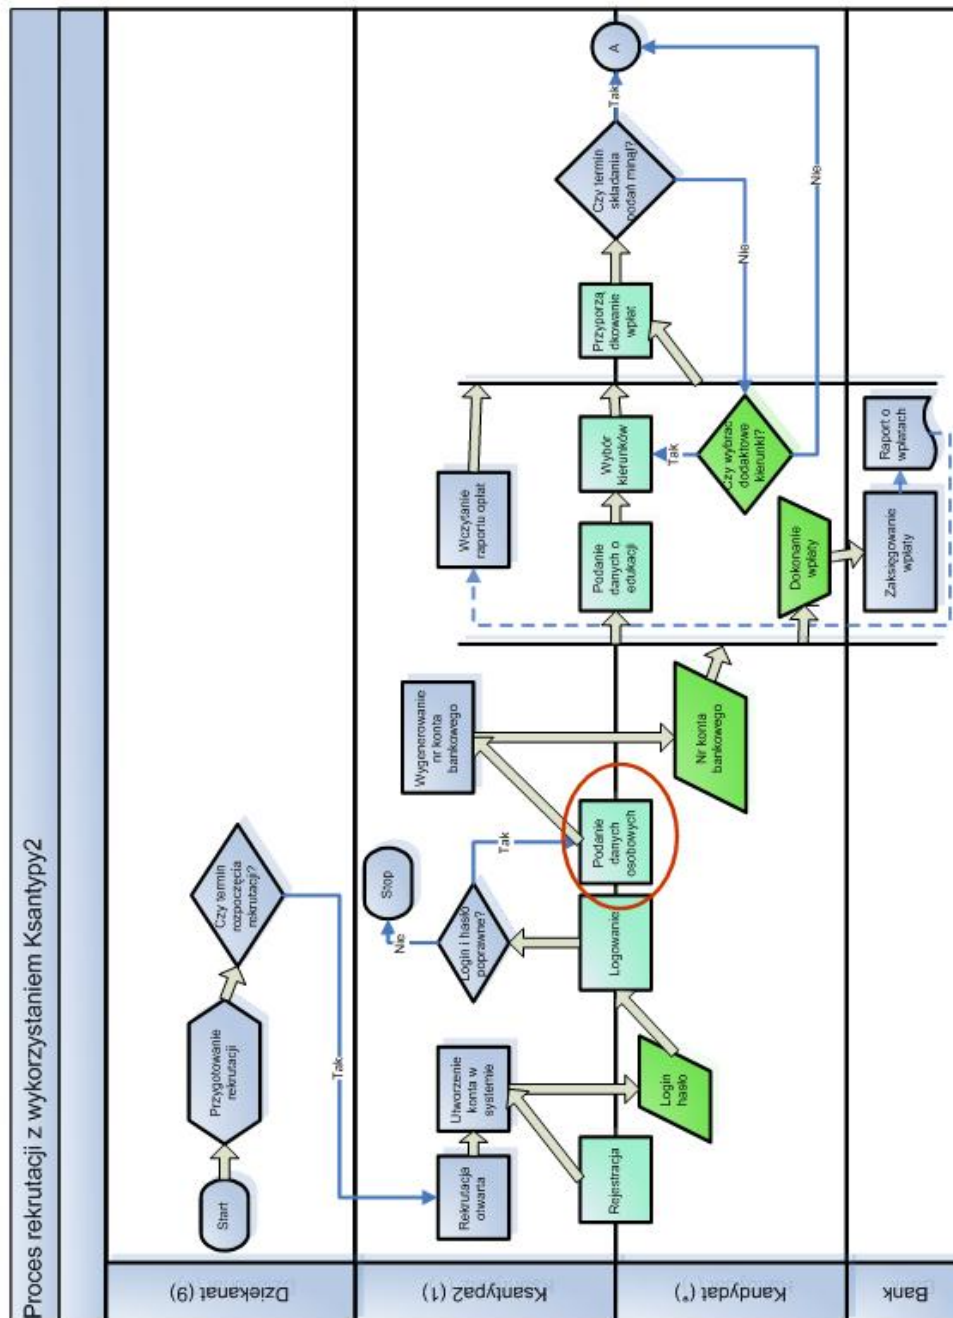 Proces rekrutacji z wykorzystaniem Ksantypy2
Dziekanat (9)
Start
Przygotowanie
rekrutacji
Czy termin
rozpoczęcia
rekrutacji?
Tak
Ksantypa2 (1)
Rekrutacja
otwarta
Utworzenie
konta w
systemie
Login i hasło
poprawne?
Nie
Stop
Tak
Wygenerowanie
nr konta
bankowego
Wczytanie
raportu opłat
Rejestracja
Logowanie
Podanie
danych
osobowych
Podanie
danych o
edukacji
Wybór
kierunków
Przyporzą
dkowanie
wpłat
Czy termin
składania
podań minął?
Tak
A
Kandydat (*)
Login
hasło
Nr konta
bankowego
Dokonanie
wpłaty
Czy wybrać
dodaktowe
kierunki?
Tak
Nie
Nie
Bank
Zaksięgowanie
wpłaty
Raport o
wpłatach